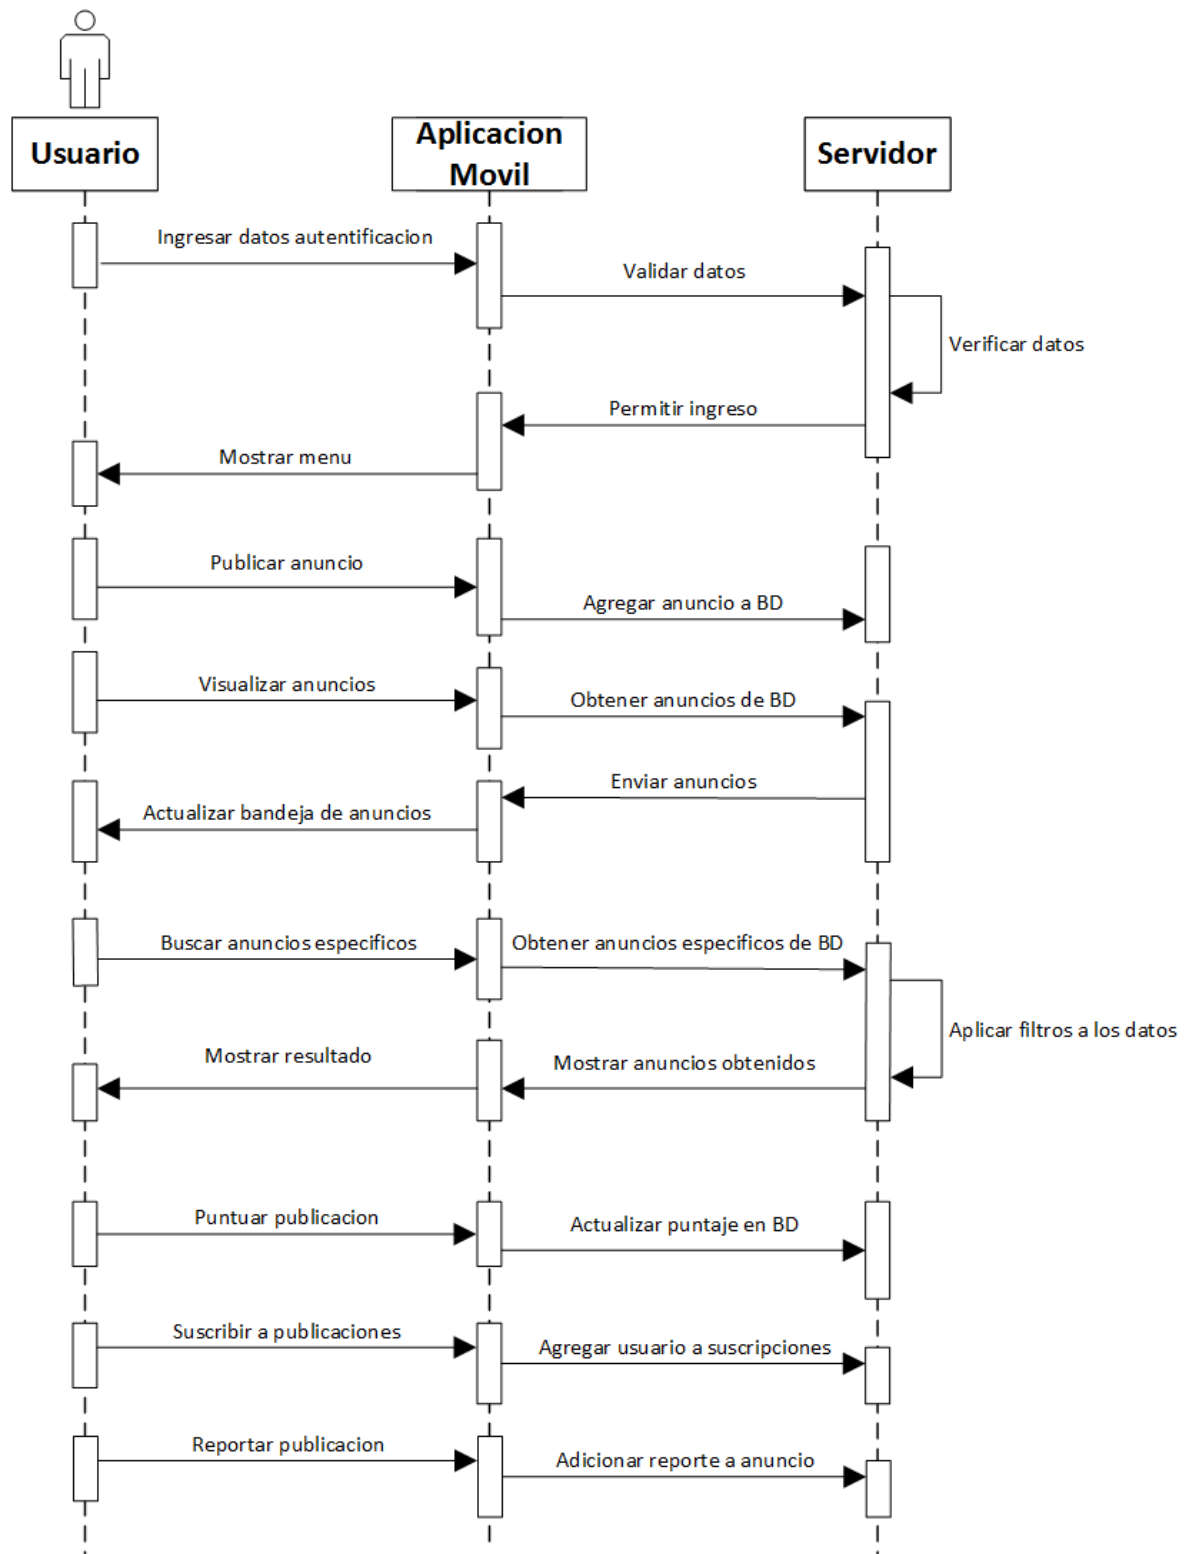 Usuario
Aplicacion
Movil
Servidor
Ingresar datos autentificacion
Validar datos
Verificar datos
Permitir ingreso
Mostrar menu
Publicar anuncio
Agregar anuncio a BD
Visualizar anuncios
Obtener anuncios de BD
Enviar anuncios
Actualizar bandeja de anuncios
Buscar anuncios especificos
Obtener anuncios especificos de BD
Aplicar filtros a los datos
Mostrar resultado
Mostrar anuncios obtenidos
Puntuar publicacion
Actualizar puntaje en BD
Suscribir a publicaciones
Agregar usuario a suscripciones
Reportar publicacion
Adicionar reporte a anuncio